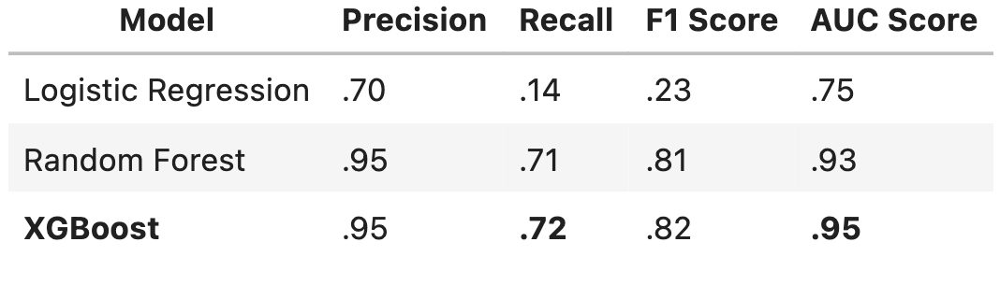 Model Precision Recall F1 Score AUC Score
Logistic Regression .70 .14 .23 .75
Random Forest .95 .71 .81 .93
XGBoost .95 .72 .82 .95